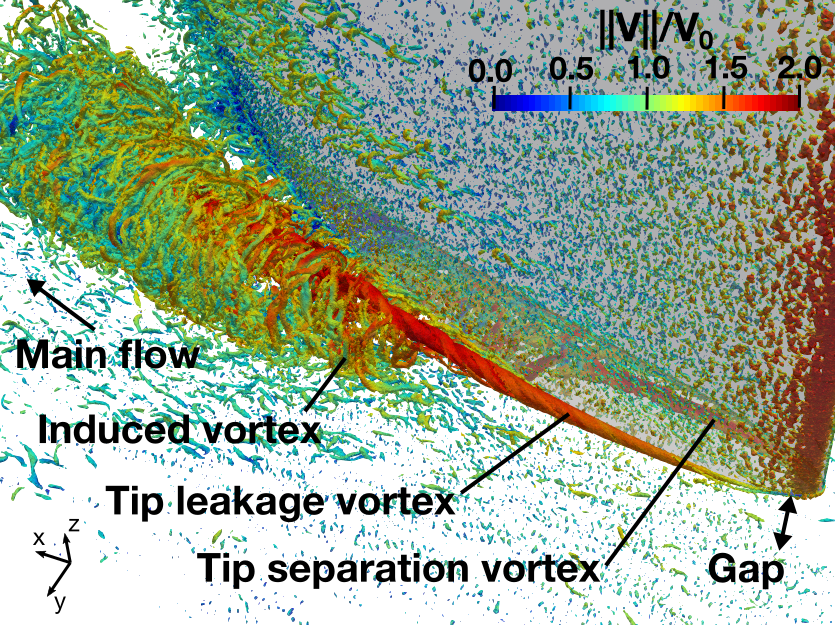 ||V||/V₀
0.0 0.5 1.0 1.5 2.0
Main flow
Induced vortex
Tip leakage vortex
Tip separation vortex
Gap
x z
y